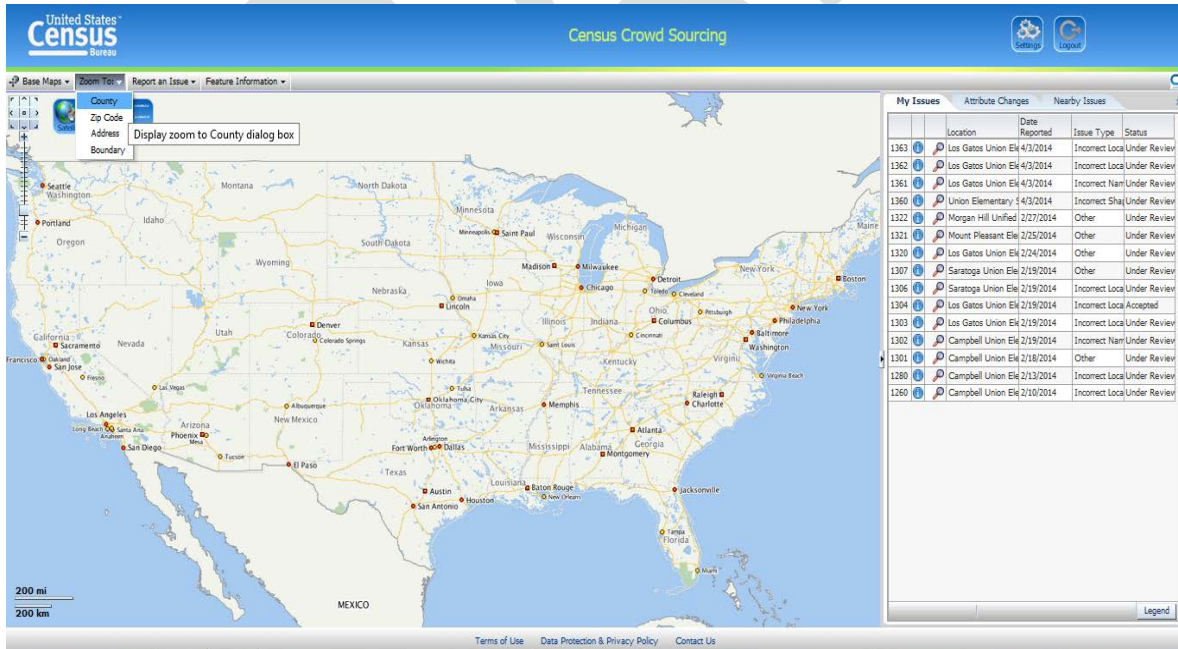 United States™
Census
Bureau
Census Crowd Sourcing
Settings
Logout
Base Maps
Zoom To:
Report an Issue
Feature Information
County
Zip Code
Address
Boundary
Display zoom to County dialog box
Satellite
My Issues
Attribute Changes
Nearby Issues
Location
Date Reported
Issue Type
Status
1363 Los Gatos Union Ele 4/3/2014 Incorrect Loca Under Review
1362 Los Gatos Union Ele 4/3/2014 Incorrect Loca Under Review
1361 Los Gatos Union Ele 4/3/2014 Incorrect Nam Under Review
1360 Union Elementary S 4/3/2014 Incorrect Shap Under Review
1322 Morgan Hill Unified 2/27/2014 Other Under Review
1321 Mount Pleasant Ele 2/25/2014 Other Under Review
1320 Los Gatos Union Ele 2/24/2014 Other Under Review
1307 Saratoga Union Ele 2/19/2014 Other Under Review
1306 Saratoga Union Ele 2/19/2014 Incorrect Loca Under Review
1304 Los Gatos Union Ele 2/19/2014 Incorrect Loca Accepted
1303 Los Gatos Union Ele 2/19/2014 Incorrect Loca Under Review
1302 Campbell Union Ele 2/19/2014 Incorrect Nam Under Review
1301 Campbell Union Ele 2/18/2014 Other Under Review
1280 Campbell Union Ele 2/13/2014 Incorrect Loca Under Review
1260 Campbell Union Ele 2/10/2014 Incorrect Loca Under Review
Legend
Seattle
Washington
Montana
North Dakota
Minnesota
Portland
Idaho
Minneapolis
Saint Paul
Wisconsin
Michigan
Maine
Oregon
South Dakota
Wyoming
Madison
Milwaukee
Detroit
New York
Boston
Nebraska
Iowa
Chicago
Toledo
Cleveland
Omaha
Lincoln
Ohio
Pittsburgh
New York
Denver
Illinois
Indiana
Columbus
Philadelphia
California
Sacramento
Nevada
Utah
Colorado
Colorado Springs
Kansas
Kansas City
Missouri
Saint Louis
Cincinnati
Baltimore
Washington
Francisco
Oakland
San Jose
Wichita
Kentucky
Virginia
Fresno
Virginia Beach
Las Vegas
Tulsa
Tennessee
Raleigh
Albuquerque
Oklahoma City
Oklahoma
Arkansas
Memphis
Charlotte
Los Angeles
Long Beach
Santa Ana
Anaheim
Arizona
Phoenix
Mesa
New Mexico
Atlanta
San Diego
Tucson
Arlington
Fort Worth
Dallas
Mississippi
Alabama
Georgia
Montgomery
El Paso
Texas
Louisiana
Baton Rouge
Austin
Houston
New Orleans
Jacksonville
San Antonio
Tampa
Florida
Miami
MEXICO
200 mi
200 km
Terms of Use
Data Protection & Privacy Policy
Contact Us